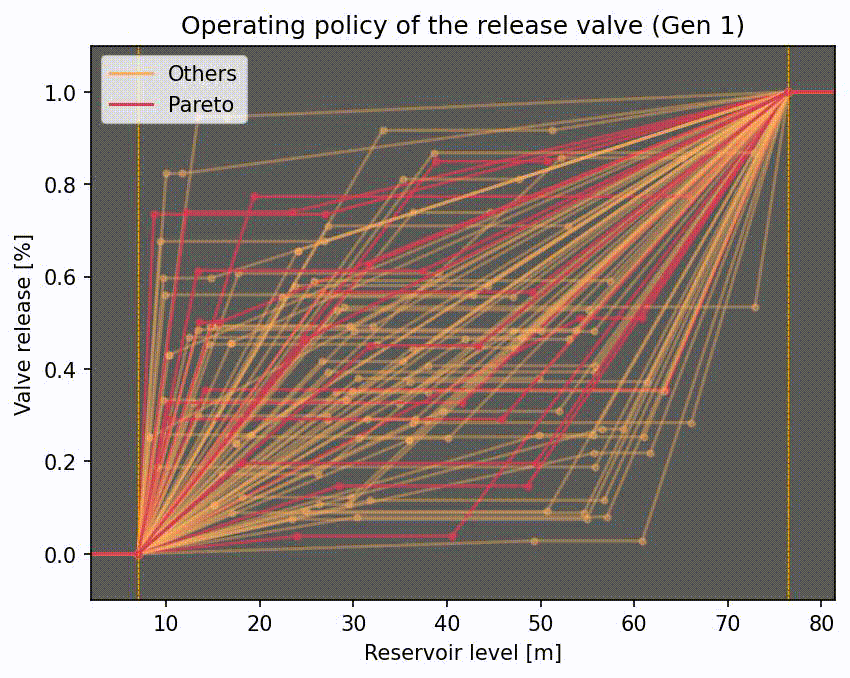 Operating policy of the release valve (Gen 1)
Others
Pareto
1.0
0.8
0.6
0.4
0.2
0.0
Valve release [%]
10 20 30 40 50 60 70 80
Reservoir level [m]